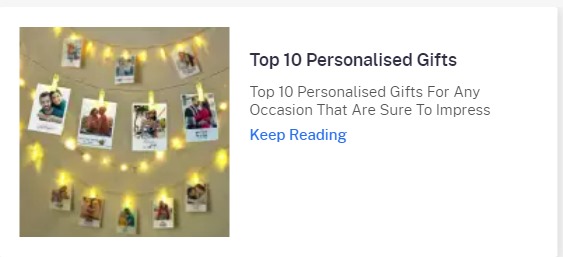 Top 10 Personalised Gifts
Top 10 Personalised Gifts For Any
Occasion That Are Sure To Impress
Keep Reading